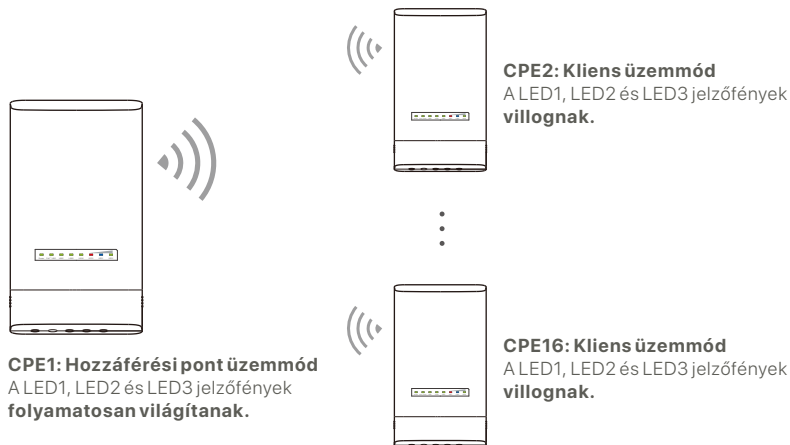 CPE2: Kliens üzemmód
A LED1, LED2 és LED3 jelzőfények
villognak.
CPE1: Hozzáférési pont üzemmód
A LED1, LED2 és LED3 jelzőfények
folyamatosan világítanak.
CPE16: Kliens üzemmód
A LED1, LED2 és LED3 jelzőfények
villognak.